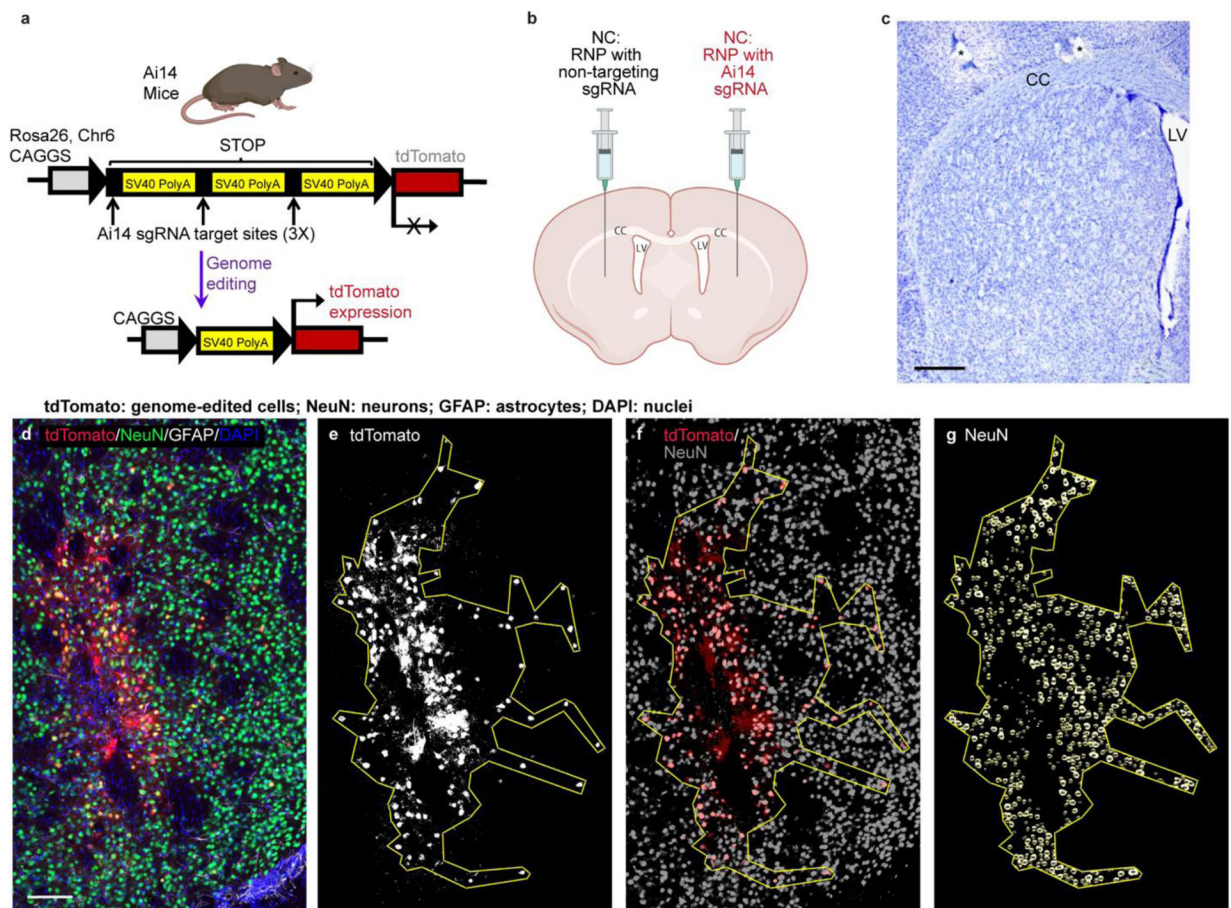 a
Ai14
Mice
Rosa26, Chr6
CAGGS
STOP
tdTomato
SV40 PolyA
SV40 PolyA
SV40 PolyA
X
Ai14 sgRNA target sites (3X)
Genome
editing
CAGGS
tdTomato
expression
SV40 PolyA
b
NC:
RNP with
non-targeting
sgRNA
NC:
RNP with
Ai14
sgRNA
CC
LV
LV
CC
c
*
*
CC
LV
tdTomato: genome-edited cells; NeuN: neurons; GFAP: astrocytes; DAPI: nuclei
d tdTomato/NeuN/GFAP/DAPI
e tdTomato
f tdTomato/
NeuN
g NeuN